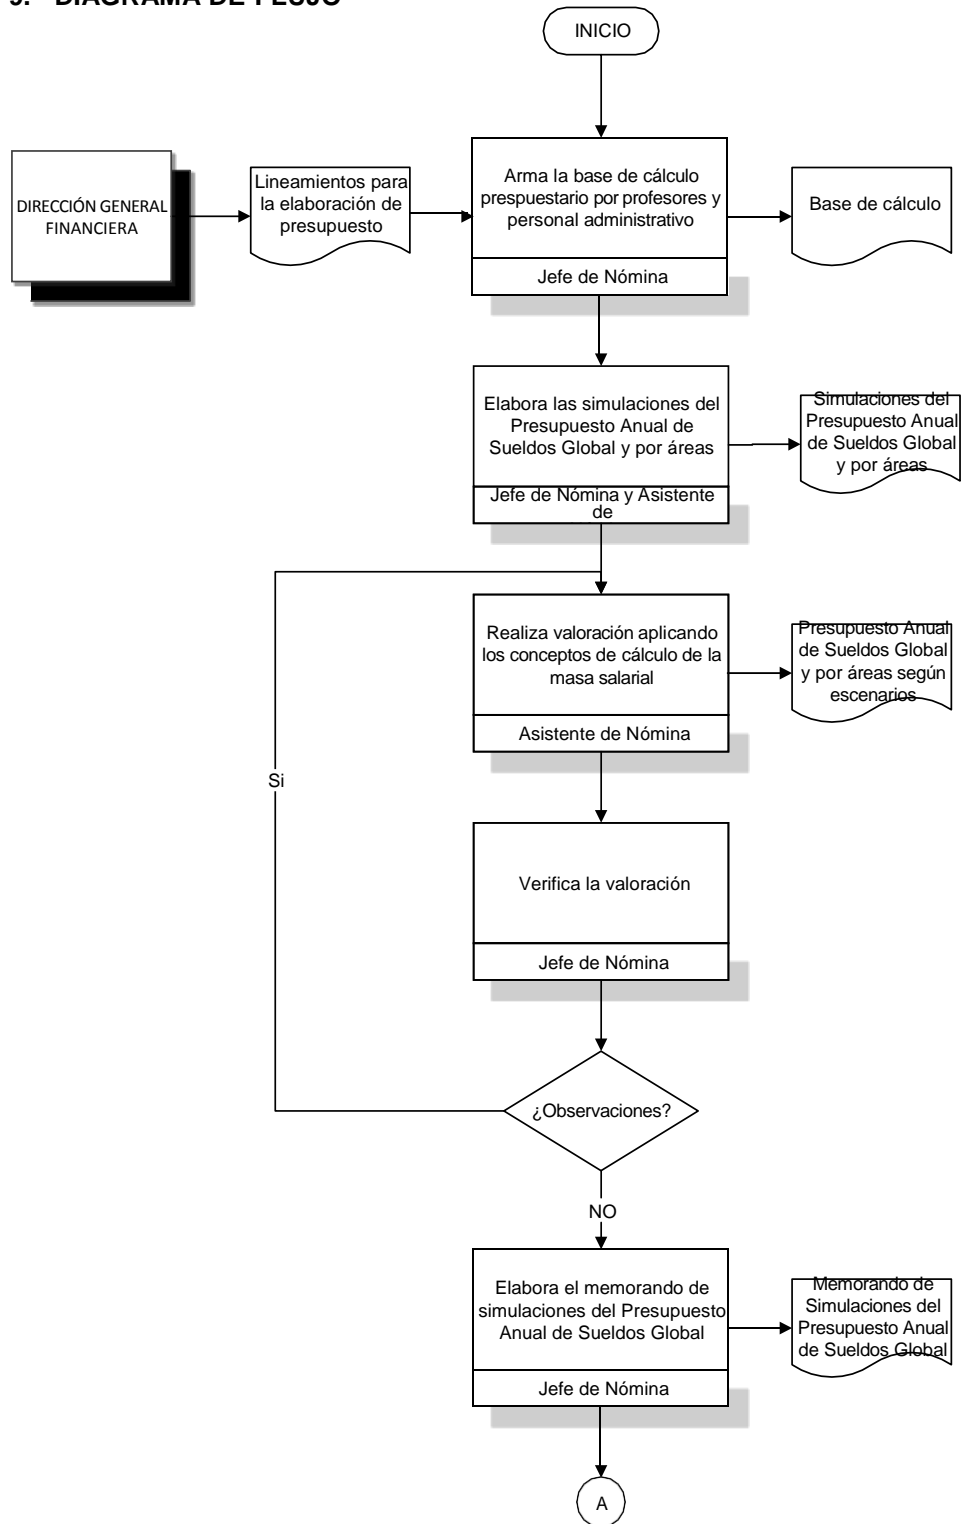 DIAGRAMA DE FLUJO
INICIO
DIRECCIÓN GENERAL
FINANCIERA
Lineamientos para
la elaboración de
presupuesto
Arma la base de cálculo
prespuestario por profesores y
personal administrativo
Jefe de Nómina
Base de cálculo
Elabora las simulaciones del
Presupuesto Anual de
Sueldos Global y por áreas
Jefe de Nómina y Asistente
de
Simulaciones del
Presupuesto Anual
de Sueldos Global
y por áreas
Realiza valoración aplicando
los conceptos de cálculo de la
masa salarial
Asistente de Nómina
Presupuesto Anual
de Sueldos Global
y por áreas según
escenarios
Si
Verifica la valoración
Jefe de Nómina
¿Observaciones?
NO
Elabora el memorando de
simulaciones del Presupuesto
Anual de Sueldos Global
Jefe de Nómina
Memorando de
Simulaciones del
Presupuesto Anual
de Sueldos Global
A